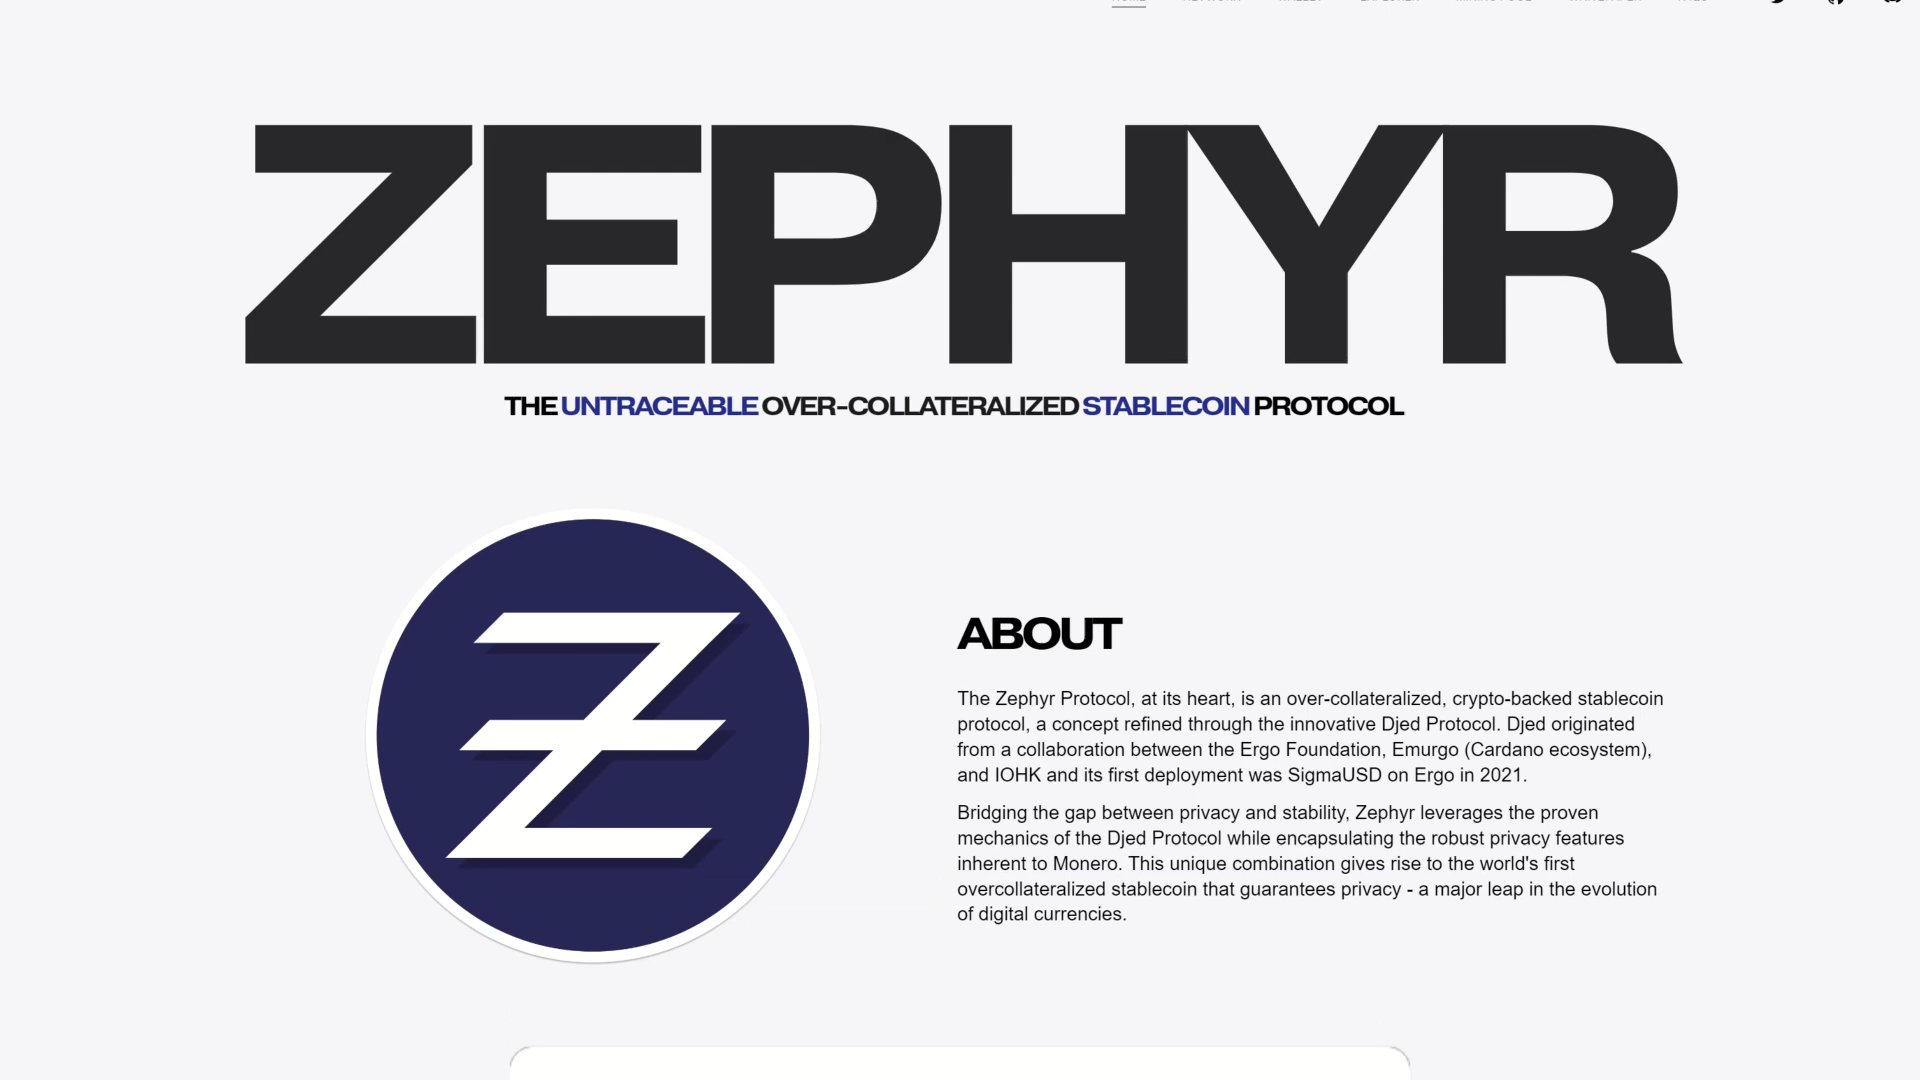 ZEPHYR
THE UNTRACEABLE OVER-COLLATERALIZED STABLECOIN PROTOCOL
ABOUT
The Zephyr Protocol, at its heart, is an over-collateralized, crypto-backed stablecoin
protocol, a concept refined through the innovative Djed Protocol. Djed originated
from a collaboration between the Ergo Foundation, Emurgo (Cardano ecosystem),
and IOHK and its first deployment was SigmaUSD on Ergo in 2021.
Bridging the gap between privacy and stability, Zephyr leverages the proven
mechanics of the Djed Protocol while encapsulating the robust privacy features
inherent to Monero. This unique combination gives rise to the world's first
overcollateralized stablecoin that guarantees privacy - a major leap in the evolution
of digital currencies.